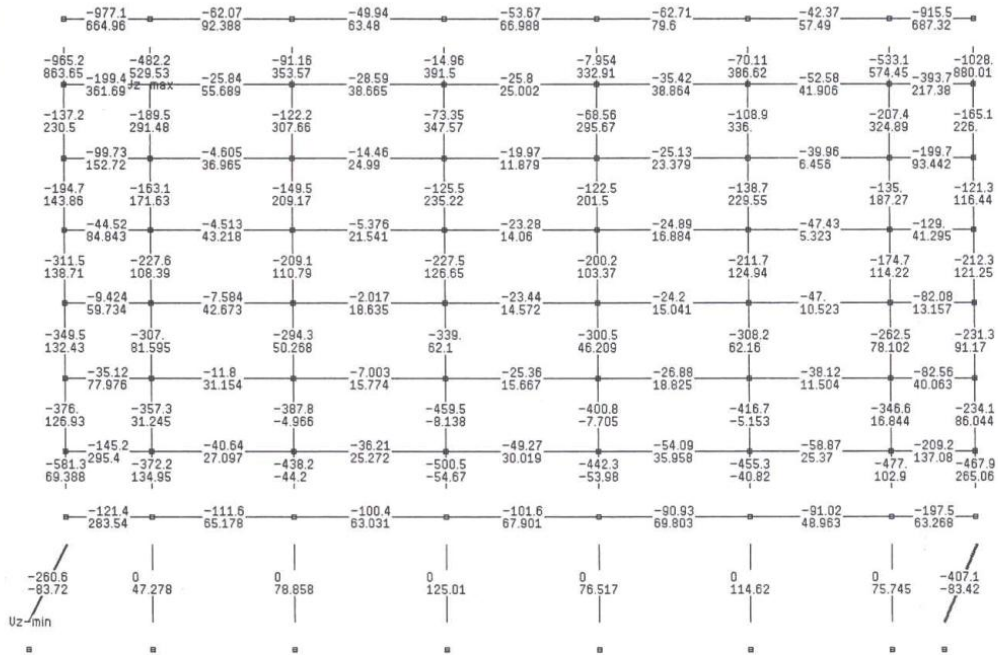 -977.1 -62.07 -49.94 -53.67 -62.71 -42.37 -915.5
664.96 92.388 63.48 66.988 79.6 57.49 687.32
-965.2 -482.2 -91.16 -14.96 -7.954 -70.11 -533.1 -1028.
863.65 529.53 353.57 391.5 332.91 386.62 574.45 880.01
-199.4 -25.84 -28.59 -25.8 -35.42 -52.58 -393.7
361.69 Vz max 55.689 38.665 25.002 38.864 41.906 217.38
-137.2 -189.5 -122.2 -73.35 -68.56 -108.9 -207.4 -165.1
230.5 291.48 307.66 347.57 295.67 336. 324.89 226.
-99.73 -4.605 -14.46 -19.97 -25.13 -39.96 -199.7
152.72 36.965 24.99 11.879 23.379 6.456 93.442
-194.7 -163.1 -149.5 -125.5 -122.5 -138.7 -135. -121.3
143.86 171.63 209.17 235.22 201.5 229.55 187.27 116.44
-44.52 -4.513 -5.376 -23.28 -24.89 -47.43 -129.
84.843 43.218 21.541 14.06 16.884 5.323 41.295
-311.5 -227.6 -209.1 -227.5 -200.2 -211.7 -174.7 -212.3
138.71 108.39 110.79 126.65 103.37 124.94 114.22 121.25
-9.424 -7.584 -2.017 -23.44 -24.2 -47. -82.08
59.734 42.673 18.635 14.572 15.041 10.523 13.157
-349.5 -307. -294.3 -339. -300.5 -308.2 -262.5 -231.3
132.43 81.595 50.268 62.1 46.209 62.16 78.102 91.17
-35.12 -11.8 -7.003 -25.36 -26.88 -38.12 -82.56
77.976 31.154 15.774 15.667 18.825 11.504 40.063
-376. -357.3 -387.8 -459.5 -400.8 -416.7 -346.6 -234.1
126.93 31.245 -4.966 -8.138 -7.705 -5.153 16.844 86.044
-145.2 -40.64 -36.21 -49.27 -54.09 -58.87 -209.2
295.4 27.097 25.272 30.019 35.958 25.37 137.08
-581.3 -372.2 -438.2 -500.5 -442.3 -455.3 -477. -467.9
69.388 134.95 -44.2 -54.67 -53.98 -40.82 102.9 265.06
-121.4 -111.6 -100.4 -101.6 -90.93 -91.02 -197.5
283.54 65.178 63.031 67.901 69.803 48.963 63.268
-260.6 0 0 0 0 0 0 -407.1
-83.72 47.278 78.858 125.01 76.517 114.62 75.745 -83.42
Vz-min